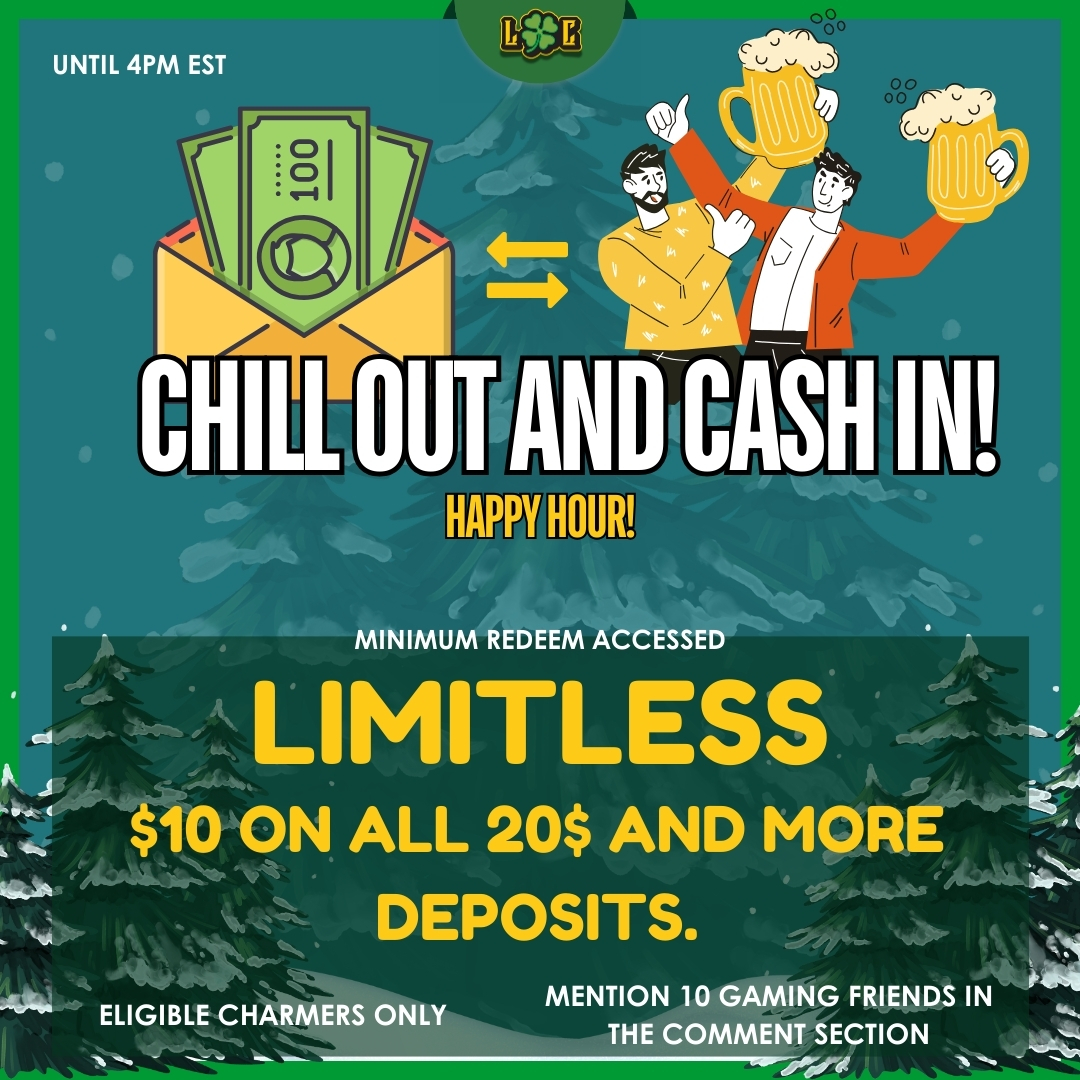 L C
UNTIL 4PM EST
100
CHILL OUT AND CASH IN!
HAPPY HOUR!
MINIMUM REDEEM ACCESSED
LIMITLESS
$10 ON ALL 20$ AND MORE
DEPOSITS.
ELIGIBLE CHARMERS ONLY
MENTION 10 GAMING FRIENDS IN
THE COMMENT SECTION